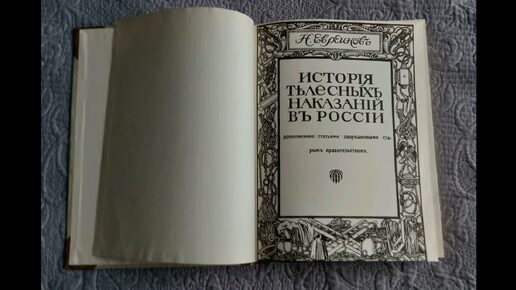 Н. Евреиновъ
ИСТОРІЯ
ТѢЛЕСНЫХЪ
НАКАЗАНІЙ
ВЪ РОССІИ
дополненное статьями запрещенными ста-
рымъ правительствомъ.